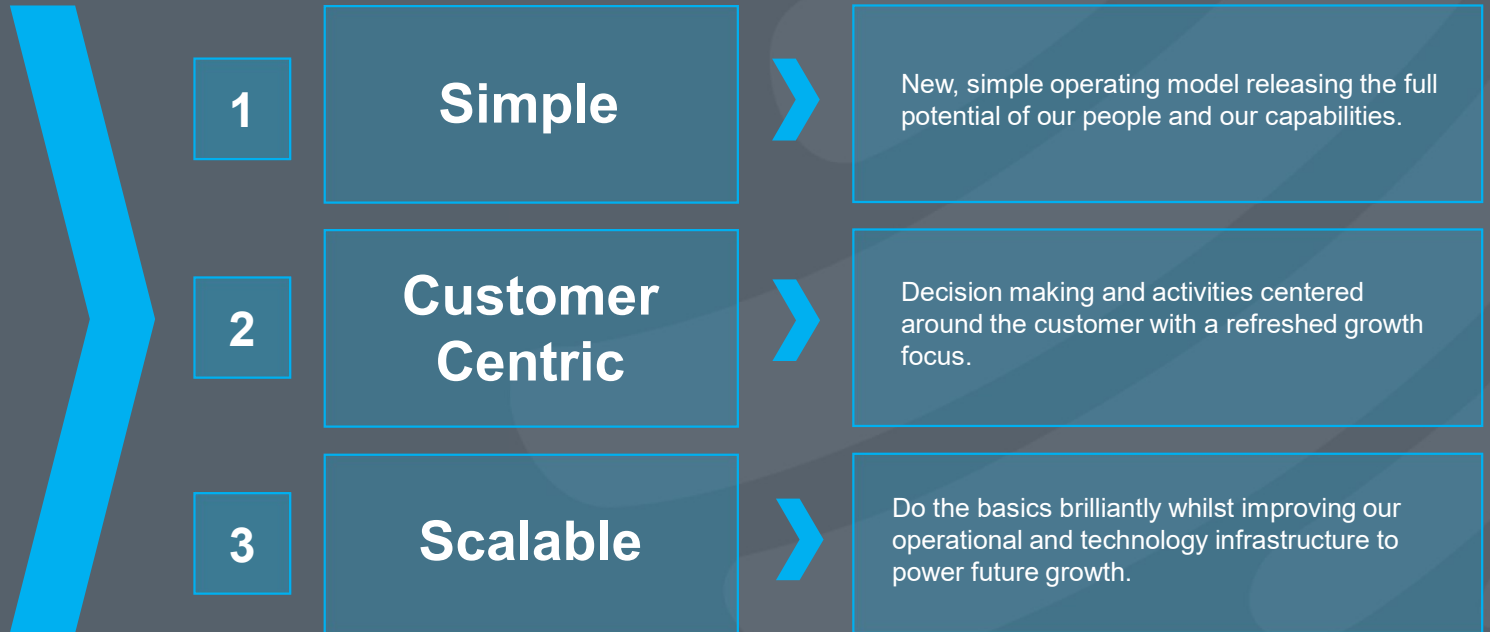 1
Simple
New, simple operating model releasing the full
potential of our people and our capabilities.
2
Customer
Centric
Decision making and activities centered
around the customer with a refreshed growth
focus.
3
Scalable
Do the basics brilliantly whilst improving our
operational and technology infrastructure to
power future growth.